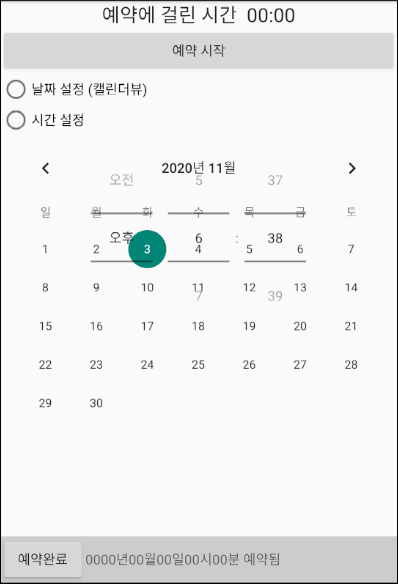 예약에 걸린 시간 00:00
예약 시작
날짜 설정 (캘린더뷰)
시간 설정
2020년 11월
오전 5 37
일 월 화 수 목 금 토
오후 6 : 38
1 2 3 4 5 6 7
8 9 10 11 12 13 14
7 39
15 16 17 18 19 20 21
22 23 24 25 26 27 28
29 30
예약완료 0000년00월00일00시00분 예약됨